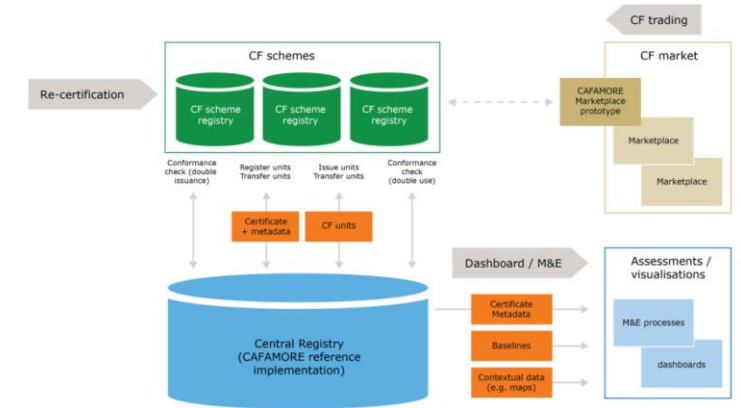 CF trading
CF schemes
CF market
Re-certification
CF scheme
registry
CF scheme
registry
CF scheme
registry
CAFAMORE
Marketplace
prototype
Marketplace
Marketplace
Conformance
check (double
issuance)
Register units
Transfer units
Issue units
Transfer units
Conformance
check
(double use)
Certificate
+ metadata
CF units
Dashboard / M&E
Assessments /
visualisations
Central Registry
(CAFAMORE reference
implementation)
Certificate
Metadata
Baselines
Contextual data
(e.g. maps)
M&E processes
dashboards